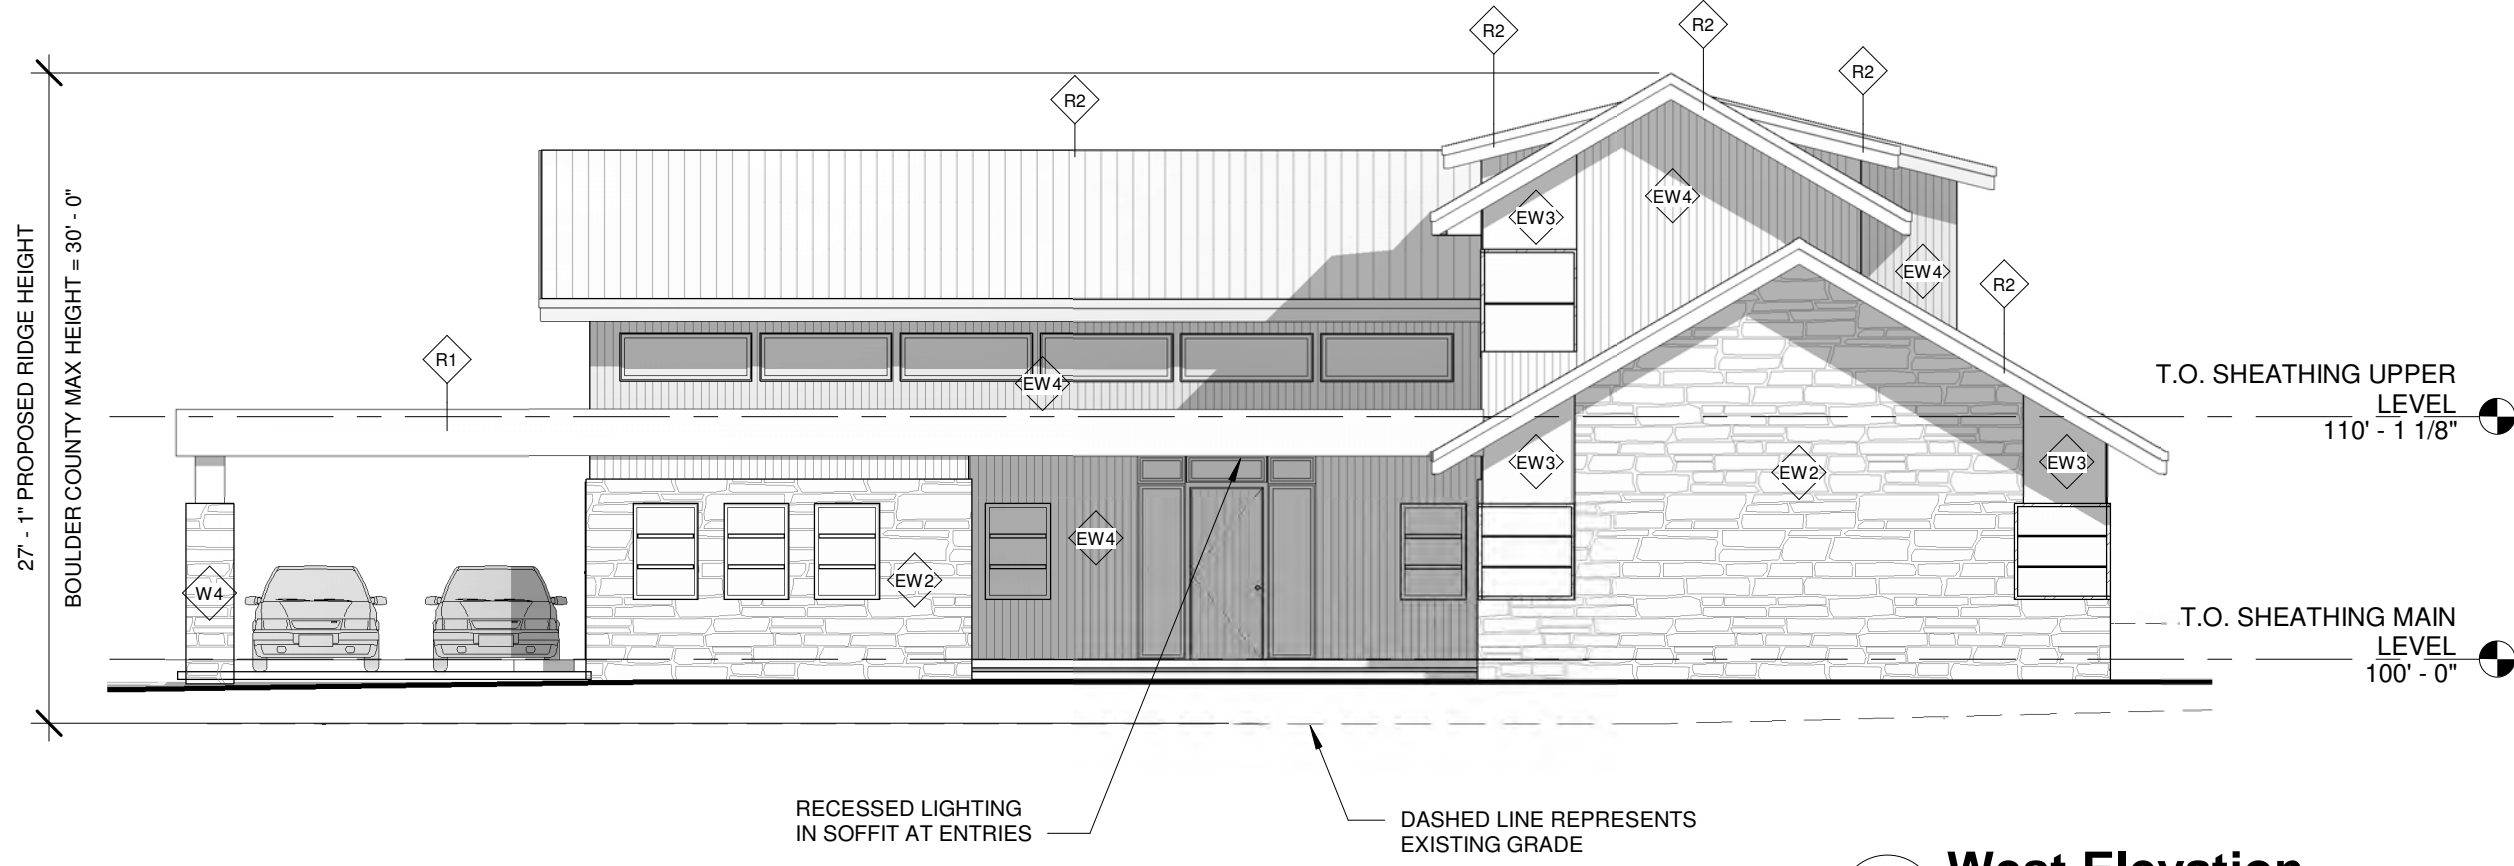 R2
R2
R2
R2
27' - 1" PROPOSED RIDGE HEIGHT
BOULDER COUNTY MAX HEIGHT = 30' - 0"
EW4
EW3
EW4
R2
R1
EW4
T.O. SHEATHING UPPER
LEVEL
110' - 1 1/8"
EW3
EW2
EW3
EW4
EW2
W4
T.O. SHEATHING MAIN
LEVEL
100' - 0"
RECESSED LIGHTING
IN SOFFIT AT ENTRIES
DASHED LINE REPRESENTS
EXISTING GRADE
West Elevation